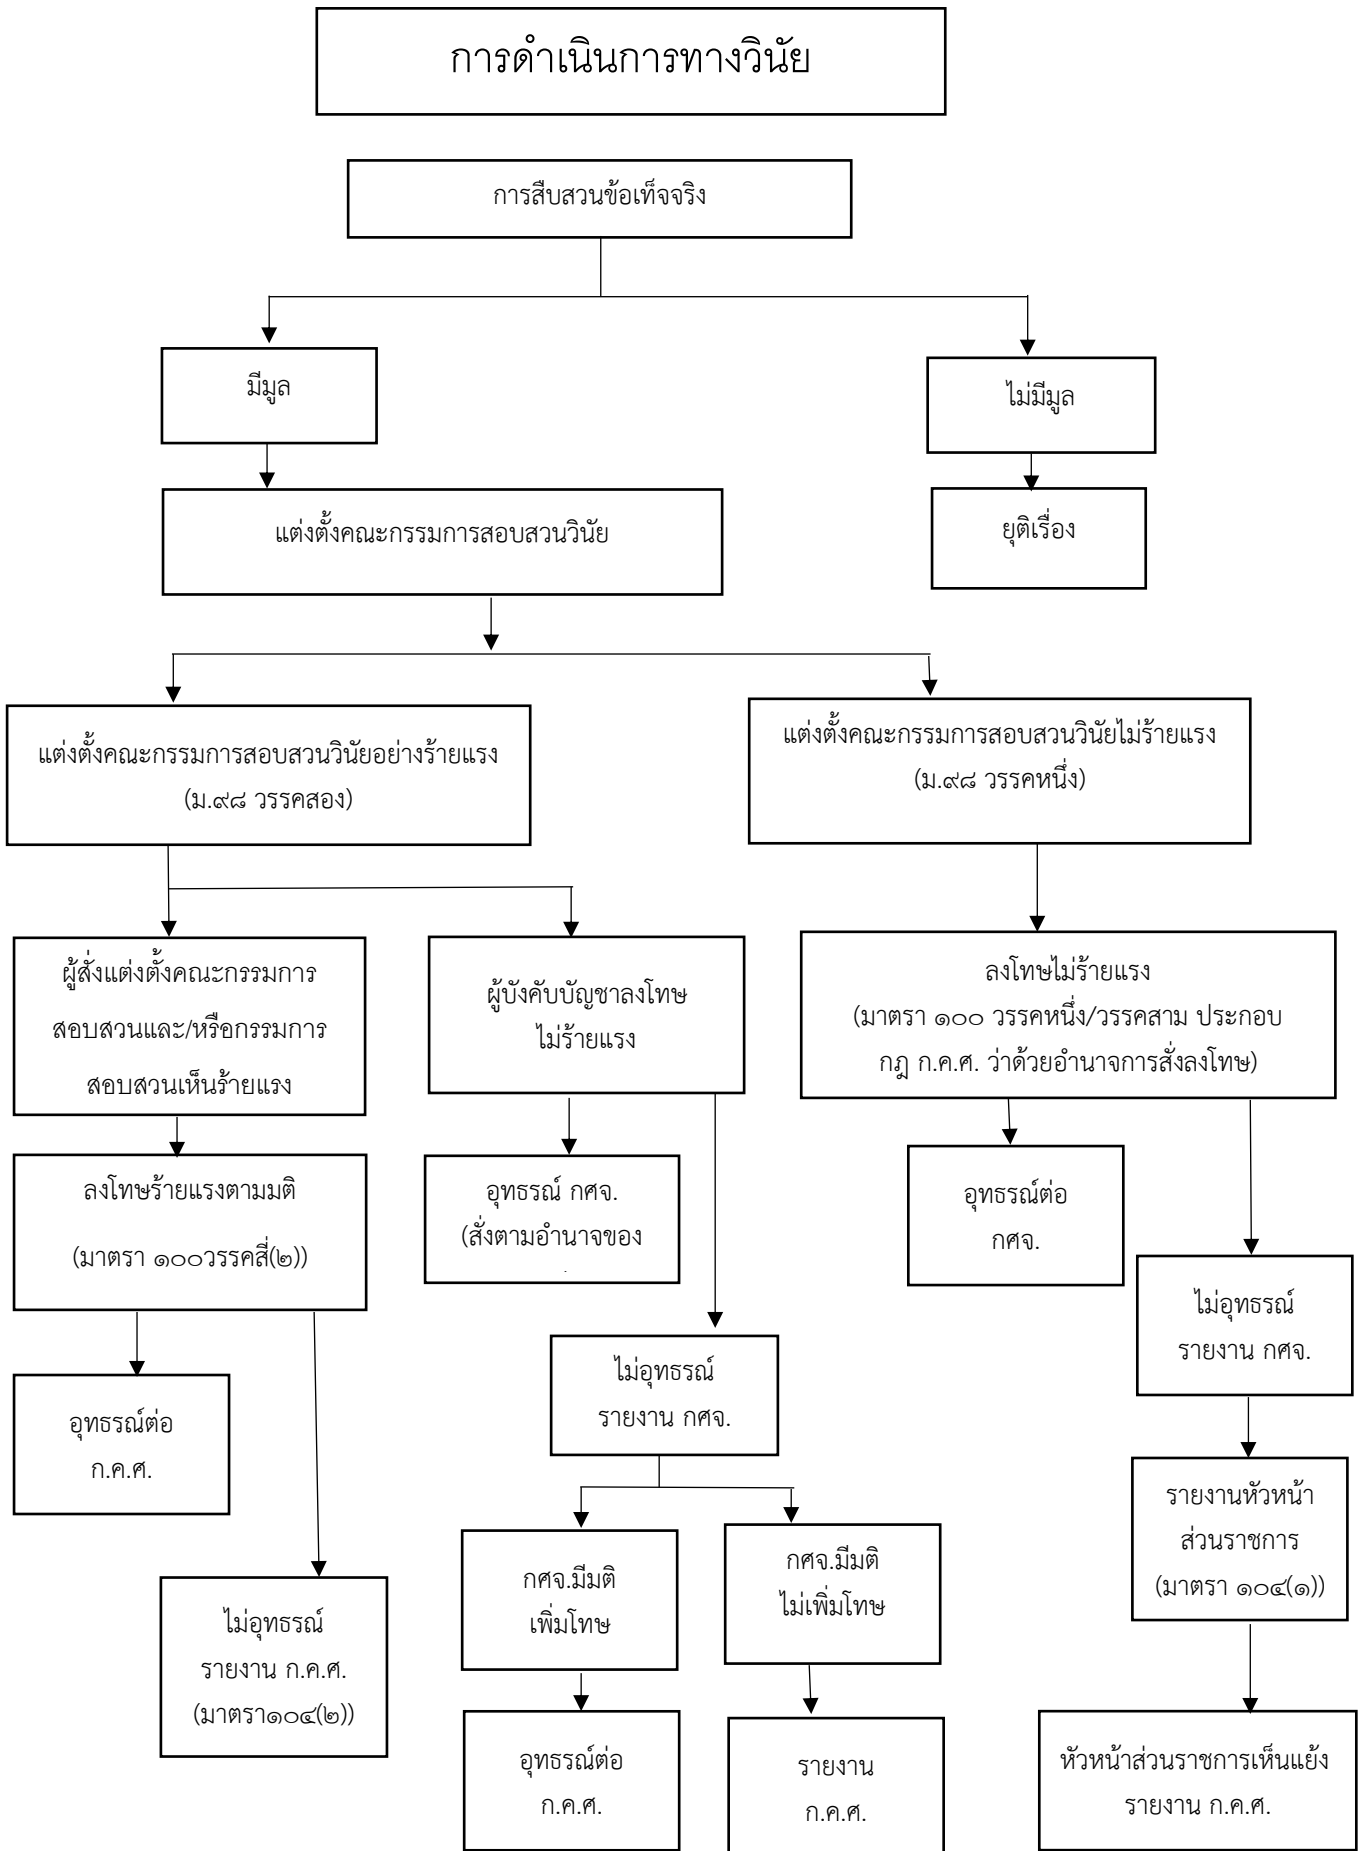 การดำเนินการทางวินัย
การสืบสวนข้อเท็จจริง
มีมูล
ไม่มีมูล
แต่งตั้งคณะกรรมการสอบสวนวินัย
ยุติเรื่อง
แต่งตั้งคณะกรรมการสอบสวนวินัยอย่างร้ายแรง
(ม.๙๘ วรรคสอง)
แต่งตั้งคณะกรรมการสอบสวนวินัยไม่ร้ายแรง
(ม.๙๘ วรรคหนึ่ง)
ผู้สั่งแต่งตั้งคณะกรรมการ
สอบสวนและ/หรือกรรมการ
สอบสวนเห็นร้ายแรง
ผู้บังคับบัญชาลงโทษ
ไม่ร้ายแรง
ลงโทษไม่ร้ายแรง
(มาตรา ๑๐๐ วรรคหนึ่ง/วรรคสาม ประกอบ
กฎ ก.ค.ศ. ว่าด้วยอำนาจการสั่งลงโทษ)
ลงโทษร้ายแรงตามมติ
(มาตรา ๑๐๐วรรคสี่(๒))
อุทธรณ์ กศจ.
(สั่งตามอำนาจของ
อุทธรณ์ต่อ
กศจ.
ไม่อุทธรณ์
รายงาน กศจ.
ไม่อุทธรณ์
รายงาน กศจ.
อุทธรณ์ต่อ
ก.ค.ศ.
รายงานหัวหน้า
ส่วนราชการ
(มาตรา ๑๐๔(๑))
กศจ.มีมติ
เพิ่มโทษ
กศจ.มีมติ
ไม่เพิ่มโทษ
ไม่อุทธรณ์
รายงาน ก.ค.ศ.
(มาตรา๑๐๔(๒))
อุทธรณ์ต่อ
ก.ค.ศ.
รายงาน
ก.ค.ศ.
หัวหน้าส่วนราชการเห็นแย้ง
รายงาน ก.ค.ศ.